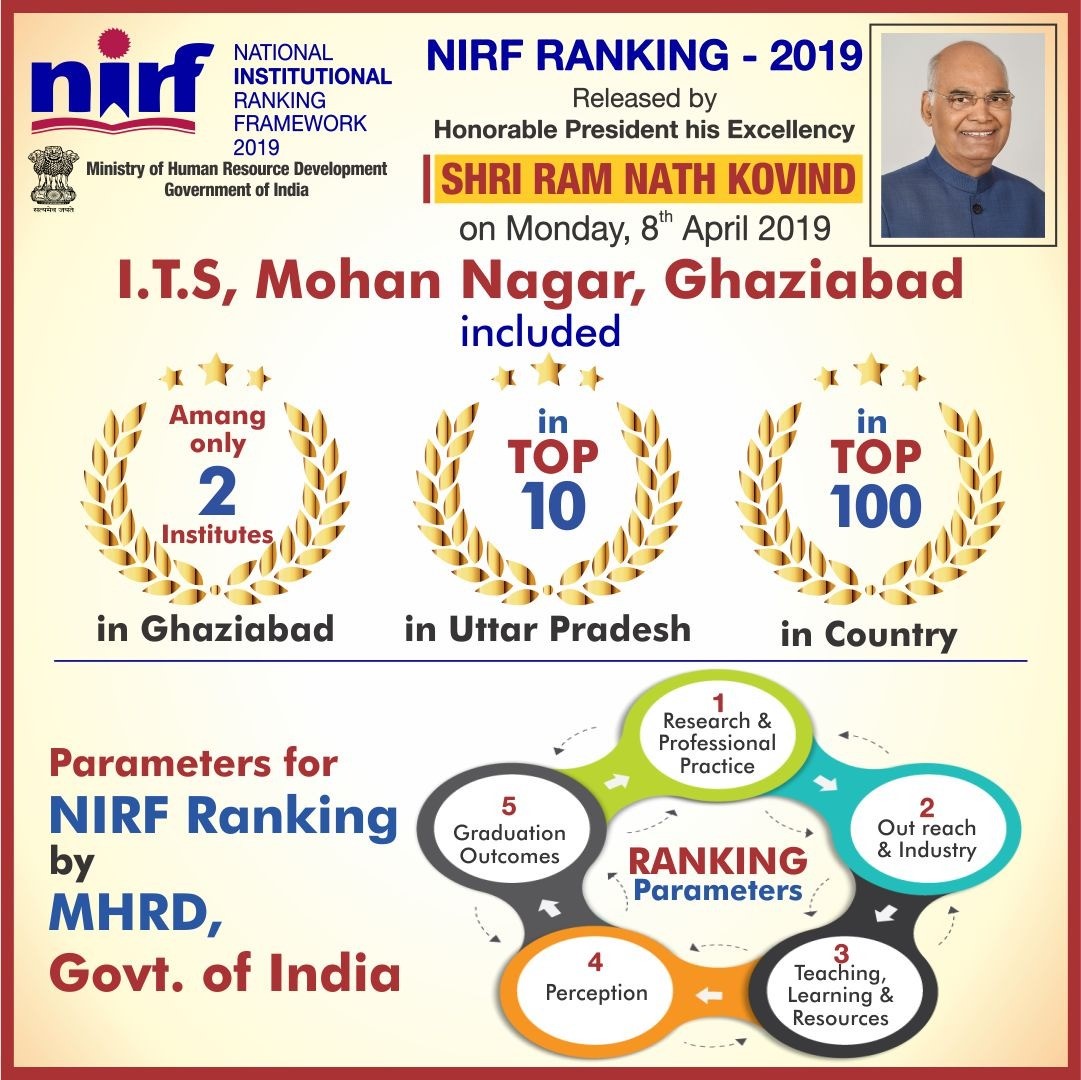 nirf
NATIONAL
INSTITUTIONAL
RANKING
FRAMEWORK
2019
सत्यमेव जयते
Ministry of Human Resource Development
Government of India
NIRF RANKING - 2019
Released by
Honorable President his Excellency
SHRI RAM NATH KOVIND
on Monday, 8th April 2019
I.T.S, Mohan Nagar, Ghaziabad
included
Amang
only
2
Institutes
in Ghaziabad
in
TOP
10
in Uttar Pradesh
in
TOP
100
in Country
Parameters for
NIRF Ranking
by
MHRD,
Govt. of India
RANKING
Parameters
1
Research &
Professional
Practice
2
Out reach
& Industry
3
Teaching,
Learning &
Resources
4
Perception
5
Graduation
Outcomes